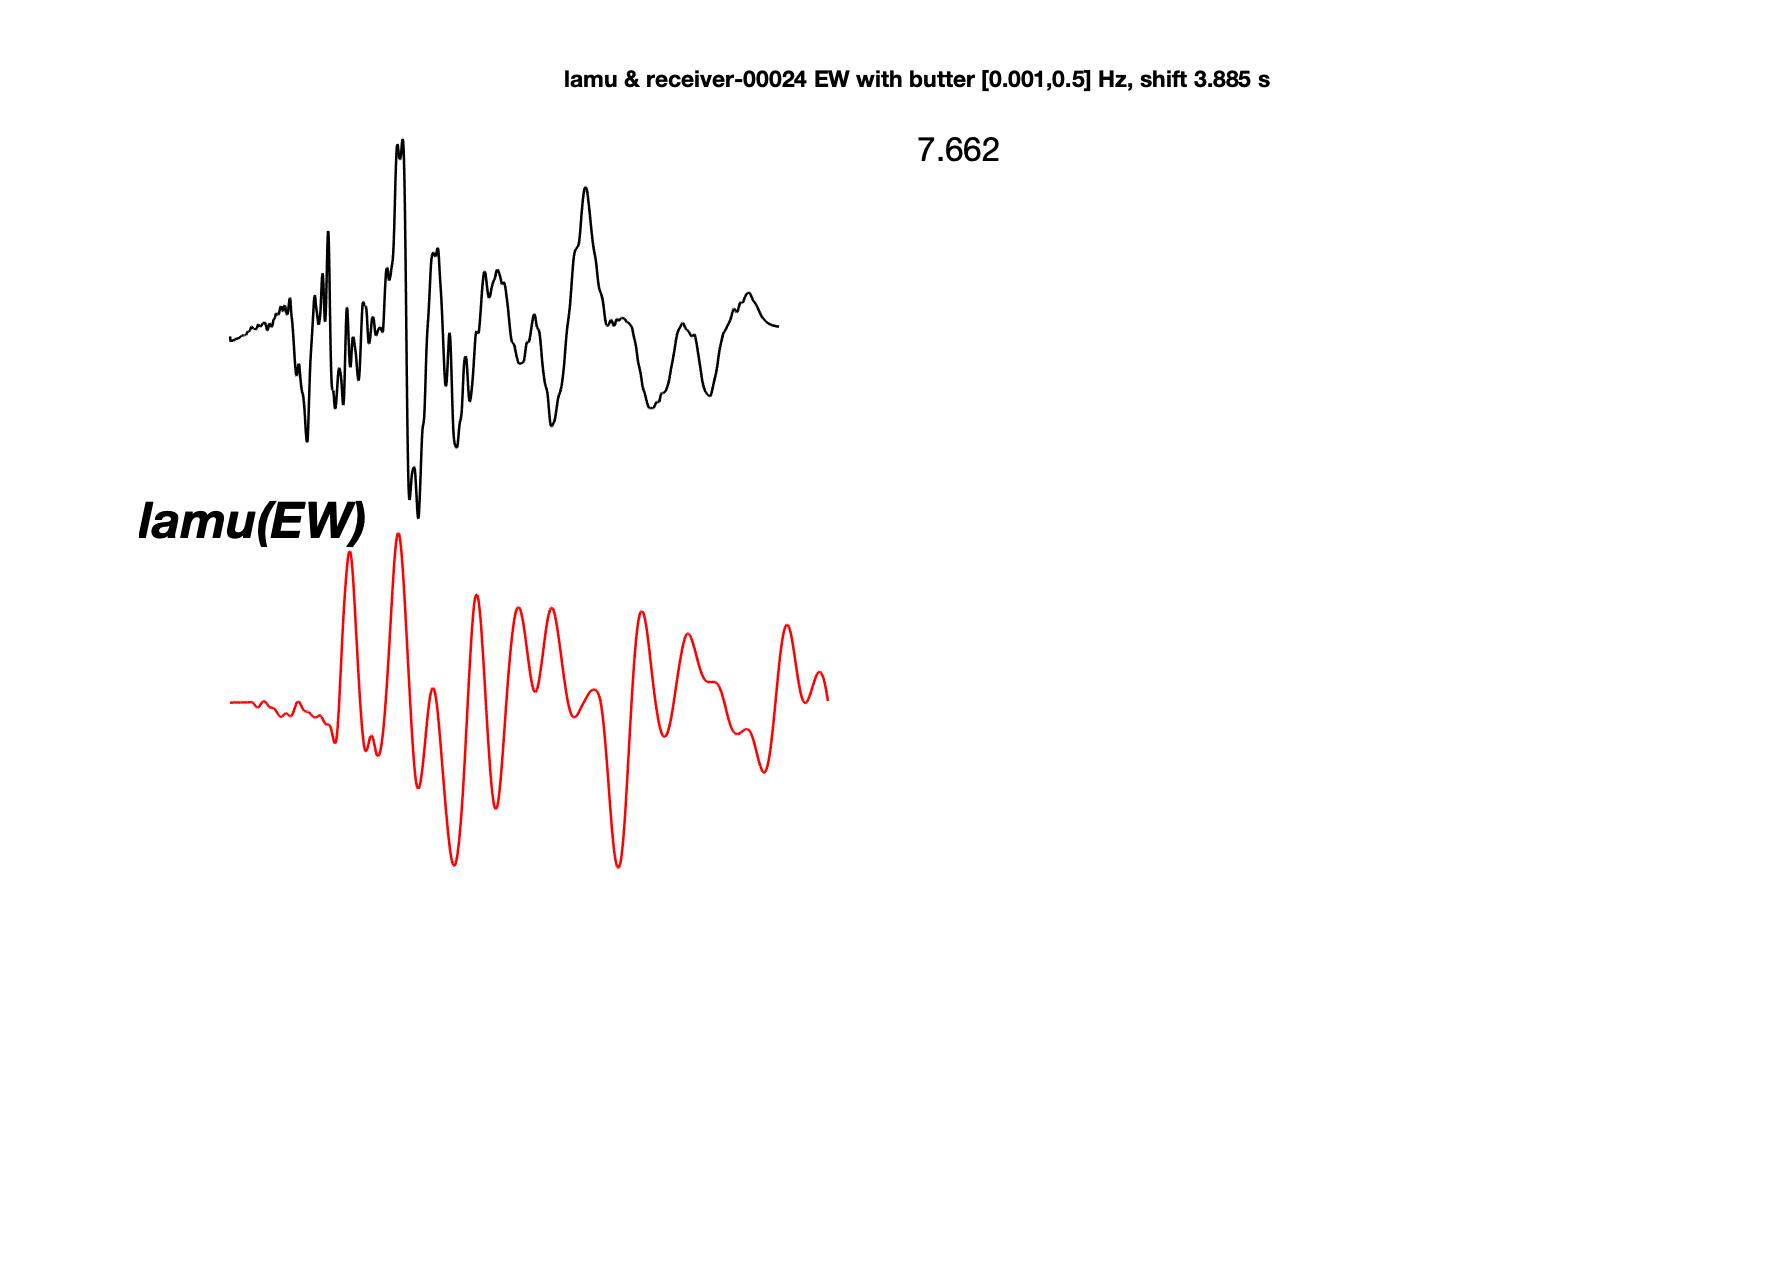 lamu & receiver-00024 EW with butter [0.001,0.5] Hz, shift 3.885 s
7.662
lamu(EW)